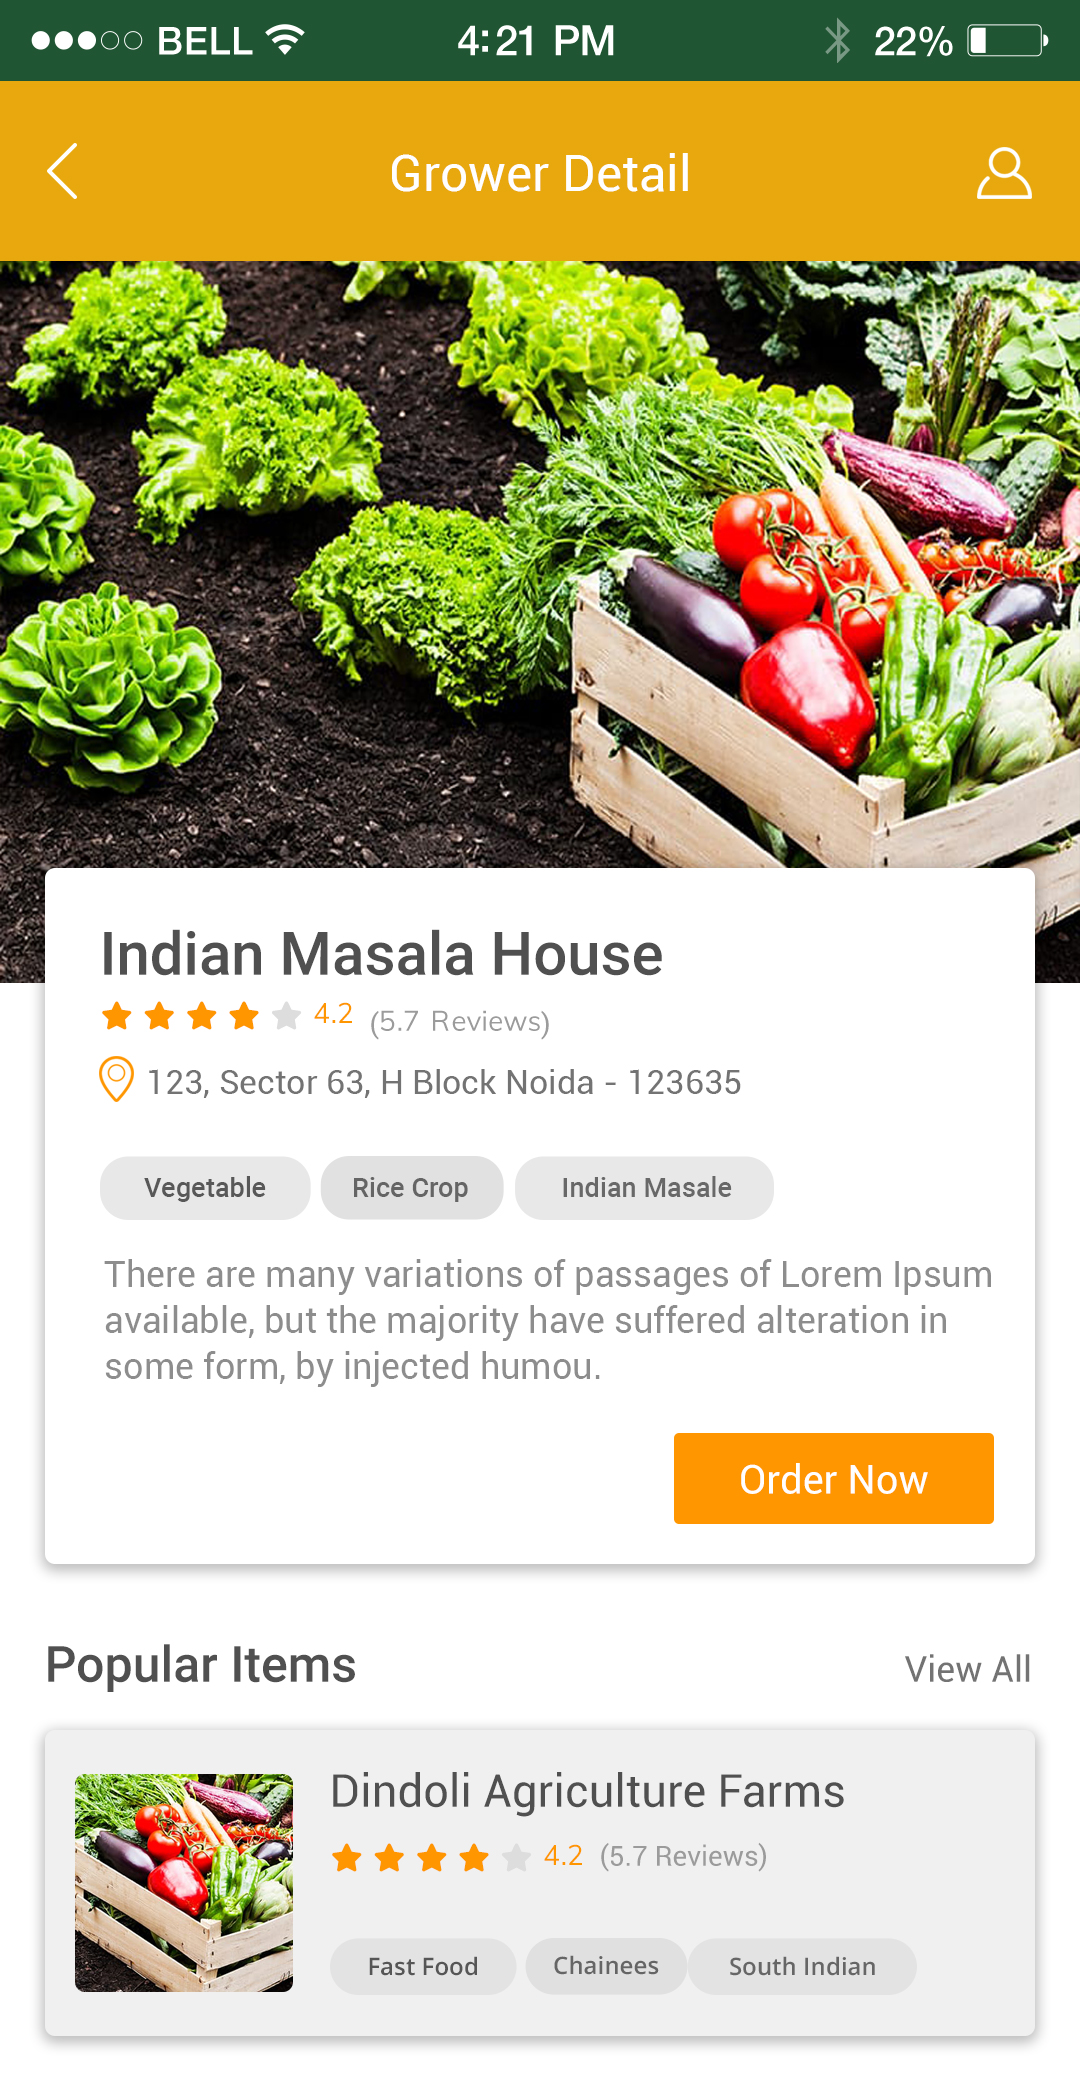 BELL 4:21 PM 22%
Grower Detail
Indian Masala House
4.2 (5.7 Reviews)
123, Sector 63, H Block Noida - 123635
Vegetable Rice Crop Indian Masale
There are many variations of passages of Lorem Ipsum
available, but the majority have suffered alteration in
some form, by injected humou.
Order Now
Popular Items View All
Dindoli Agriculture Farms
4.2 (5.7 Reviews)
Fast Food Chainees South Indian